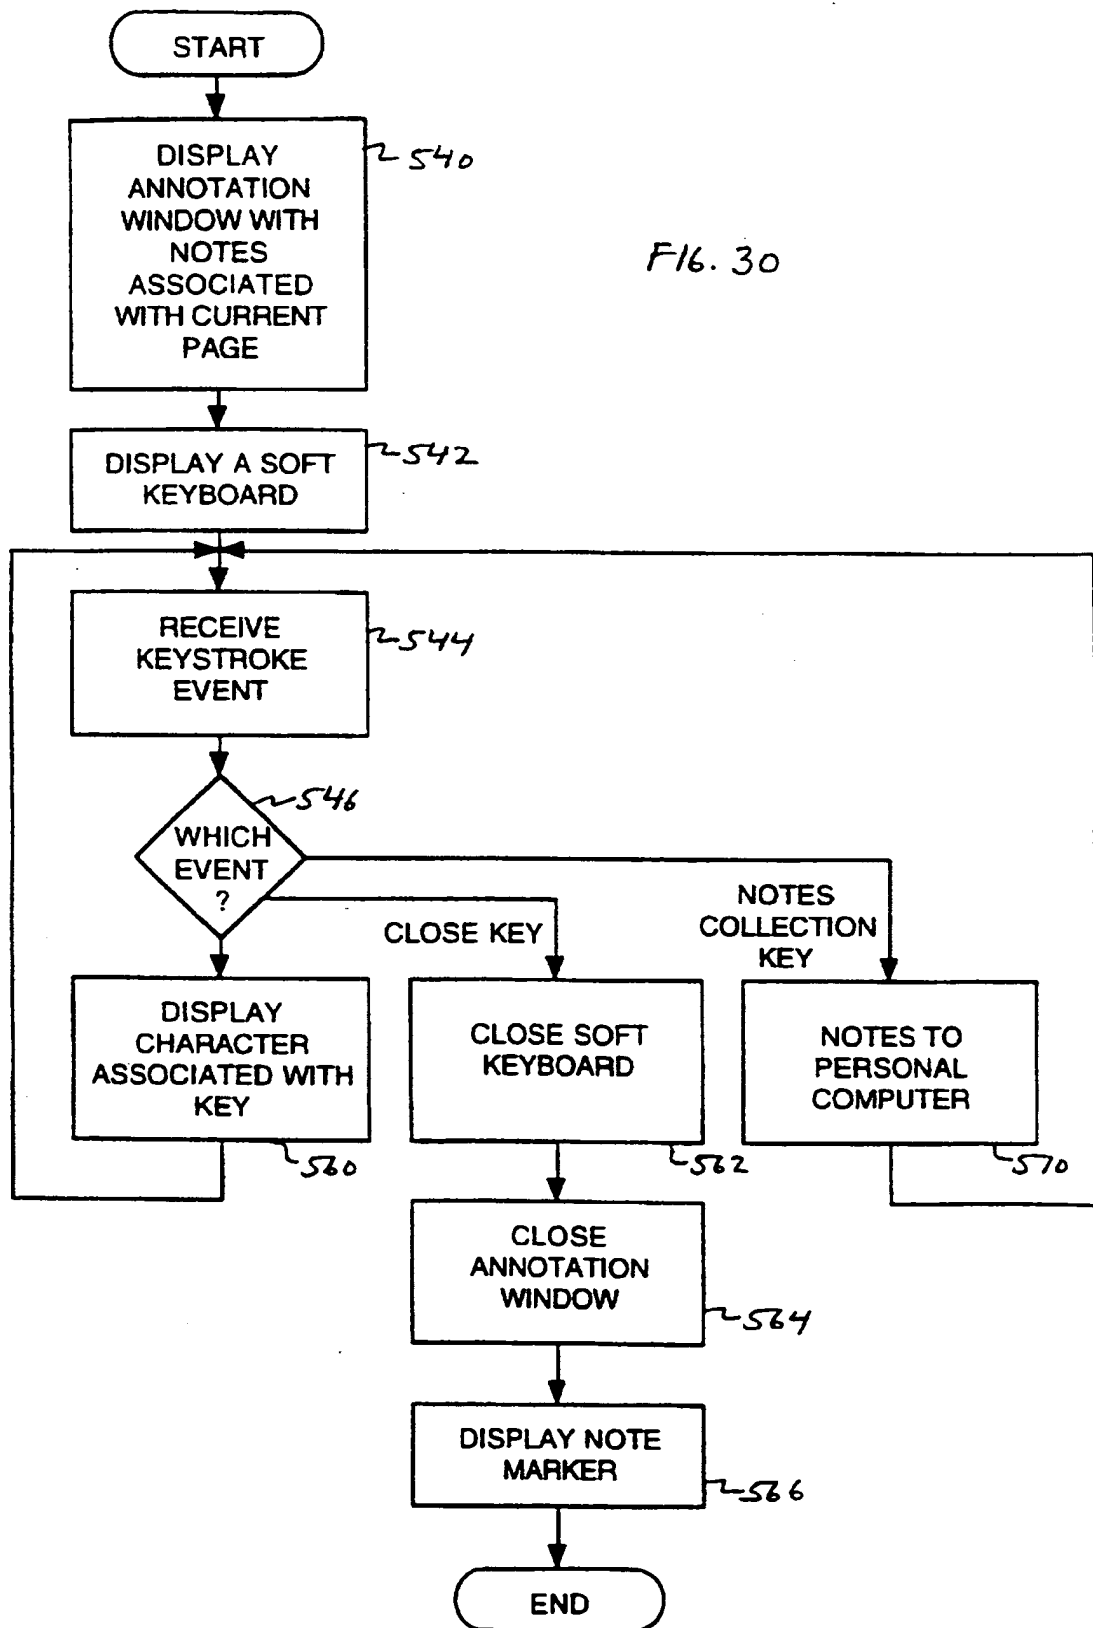 START
DISPLAY
ANNOTATION
WINDOW WITH
NOTES
ASSOCIATED
WITH CURRENT
PAGE
540
FIG. 30
DISPLAY A SOFT
KEYBOARD
542
RECEIVE
KEYSTROKE
EVENT
544
WHICH
EVENT
?
546
CLOSE KEY
NOTES
COLLECTION
KEY
DISPLAY
CHARACTER
ASSOCIATED WITH
KEY
560
CLOSE SOFT
KEYBOARD
562
NOTES TO
PERSONAL
COMPUTER
570
CLOSE
ANNOTATION
WINDOW
564
DISPLAY NOTE
MARKER
566
END